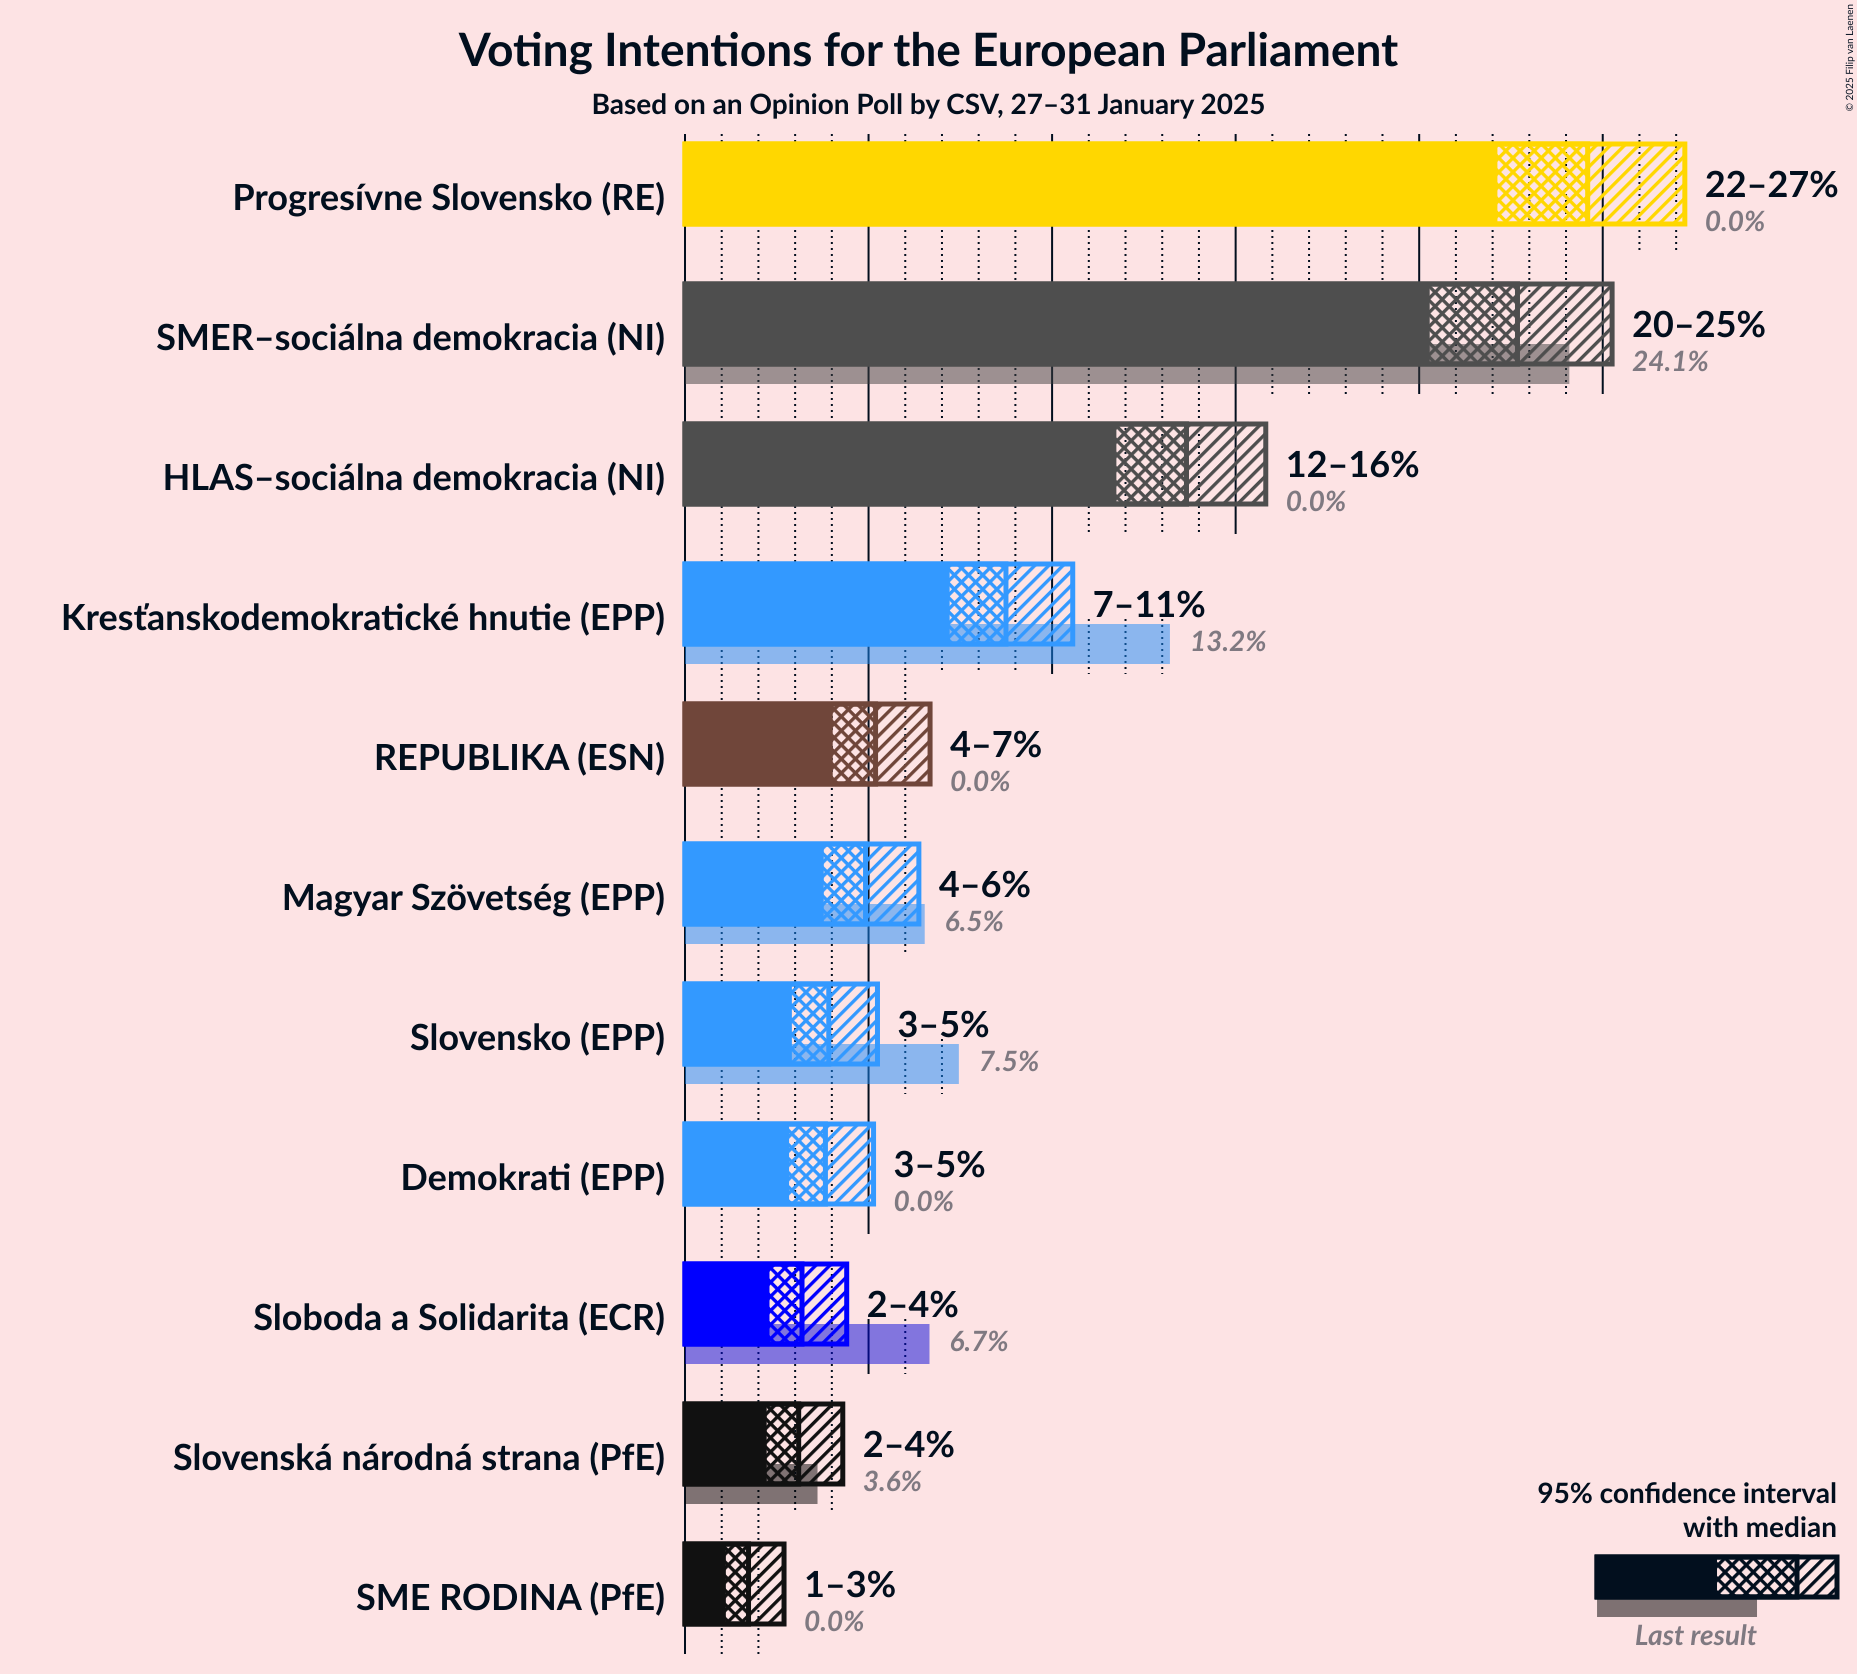 Voting Intentions for the European Parliament
Based on an Opinion Poll by CSV, 27–31 January 2025
© 2025 Filip van Laenen
Progresívne Slovensko (RE)
22–27%
0.0%
SMER–sociálna demokracia (NI)
20–25%
24.1%
HLAS–sociálna demokracia (NI)
12–16%
0.0%
Kresťanskodemokratické hnutie (EPP)
7–11%
13.2%
REPUBLIKA (ESN)
4–7%
0.0%
Magyar Szövetség (EPP)
4–6%
6.5%
Slovensko (EPP)
3–5%
7.5%
Demokrati (EPP)
3–5%
0.0%
Sloboda a Solidarita (ECR)
2–4%
6.7%
Slovenská národná strana (PfE)
2–4%
3.6%
SME RODINA (PfE)
1–3%
0.0%
95% confidence interval
with median
Last result